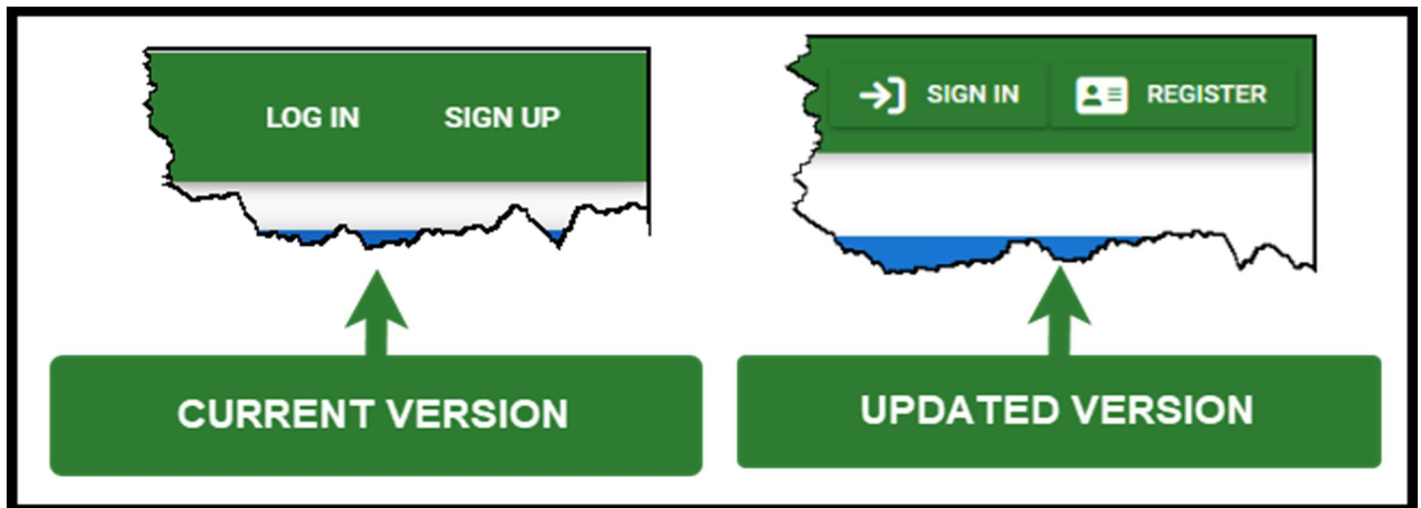 LOG IN SIGN UP
SIGN IN REGISTER
CURRENT VERSION
UPDATED VERSION